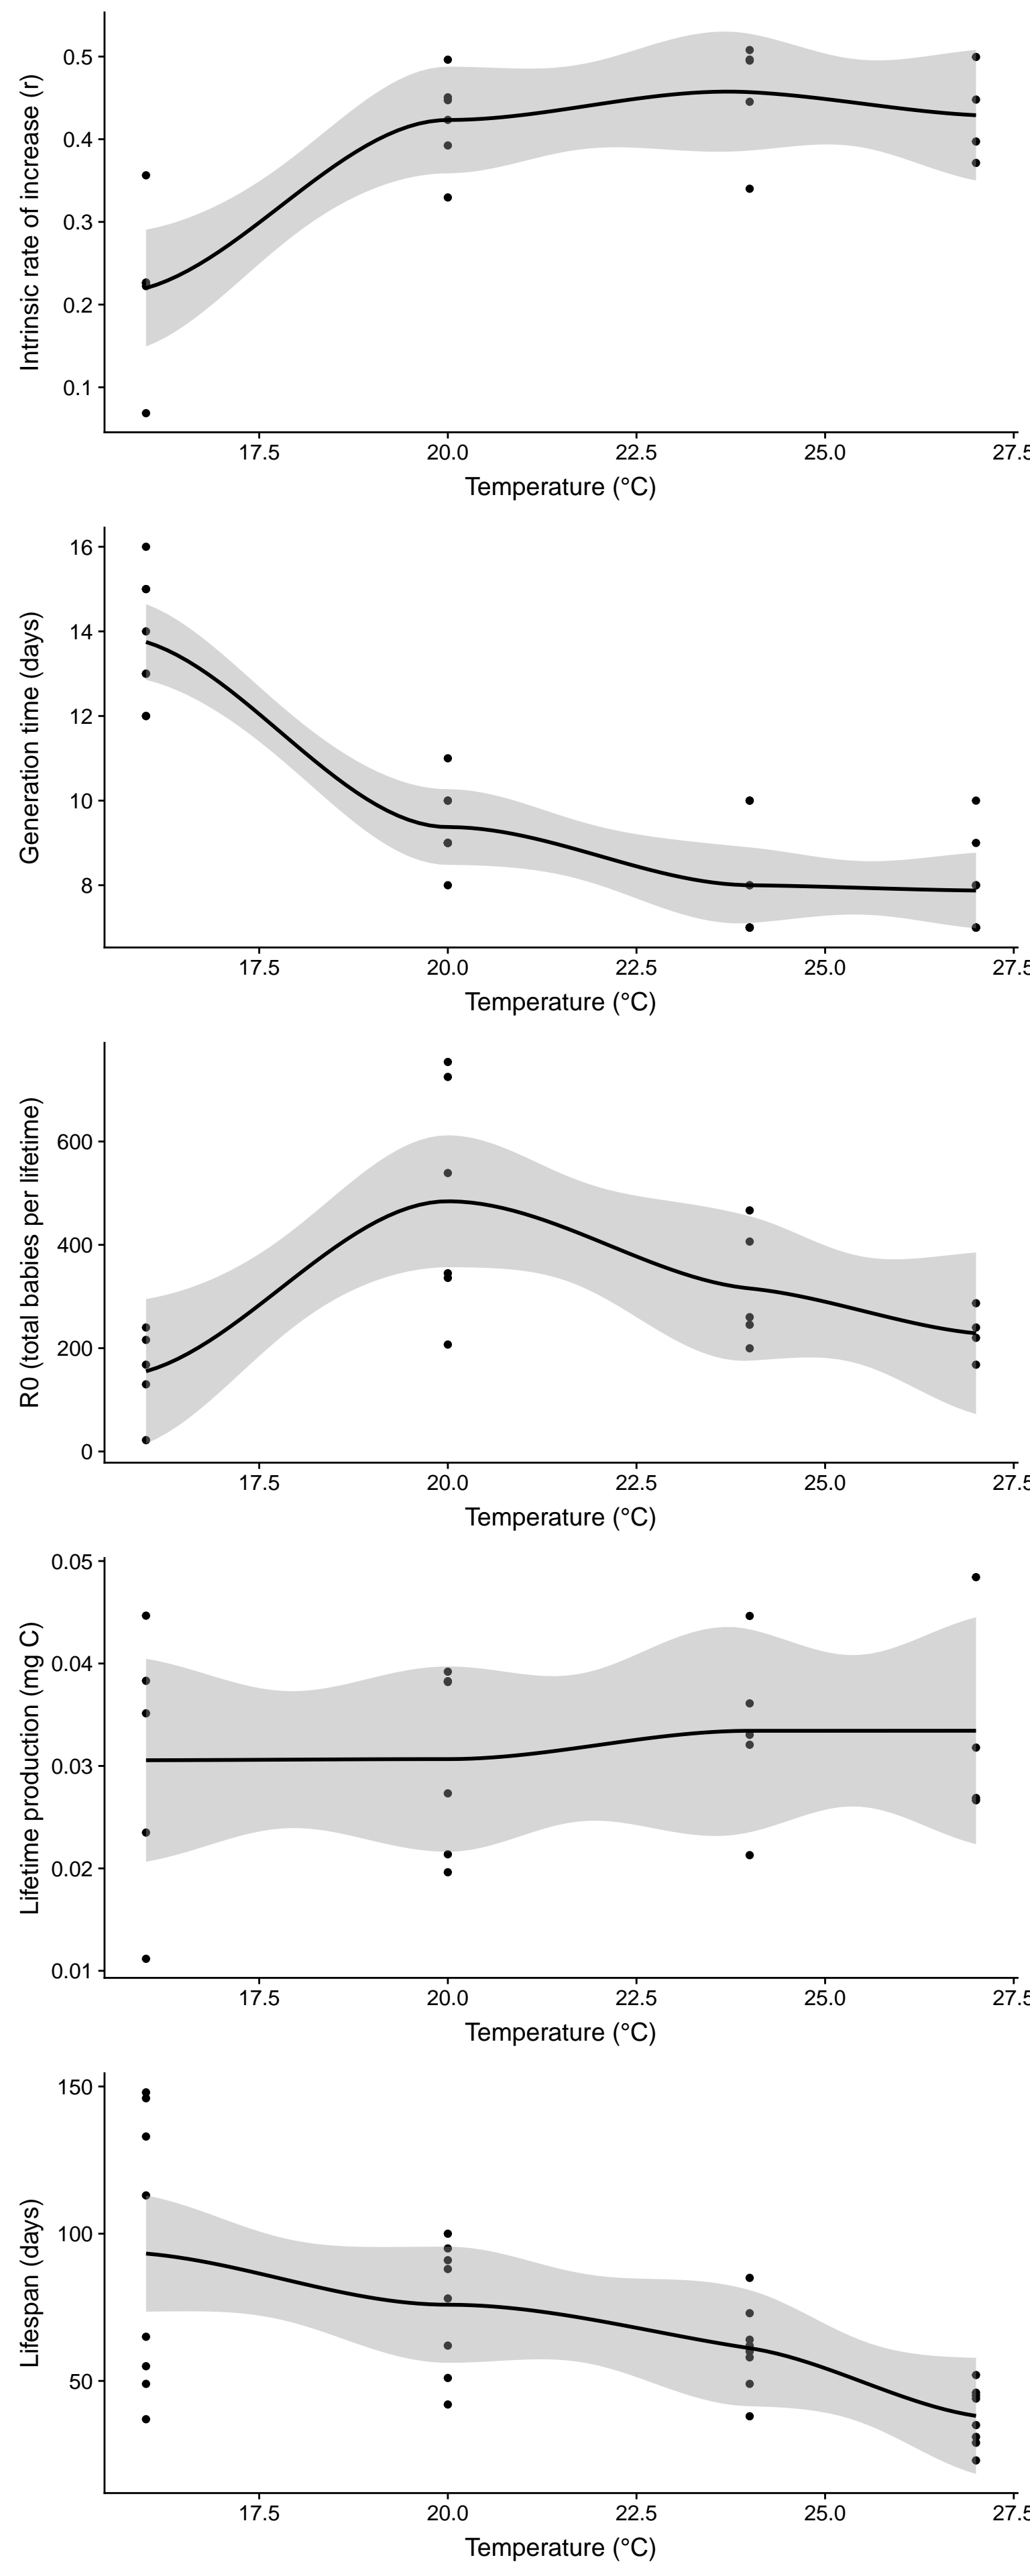 Intrinsic rate of increase (r)
0.5
0.4
0.3
0.2
0.1
17.5 20.0 22.5 25.0 27.5
Temperature (°C)
Generation time (days)
16
14
12
10
8
17.5 20.0 22.5 25.0 27.5
Temperature (°C)
R0 (total babies per lifetime)
600
400
200
0
17.5 20.0 22.5 25.0 27.5
Temperature (°C)
Lifetime production (mg C)
0.05
0.04
0.03
0.02
0.01
17.5 20.0 22.5 25.0 27.5
Temperature (°C)
Lifespan (days)
150
100
50
17.5 20.0 22.5 25.0 27.5
Temperature (°C)